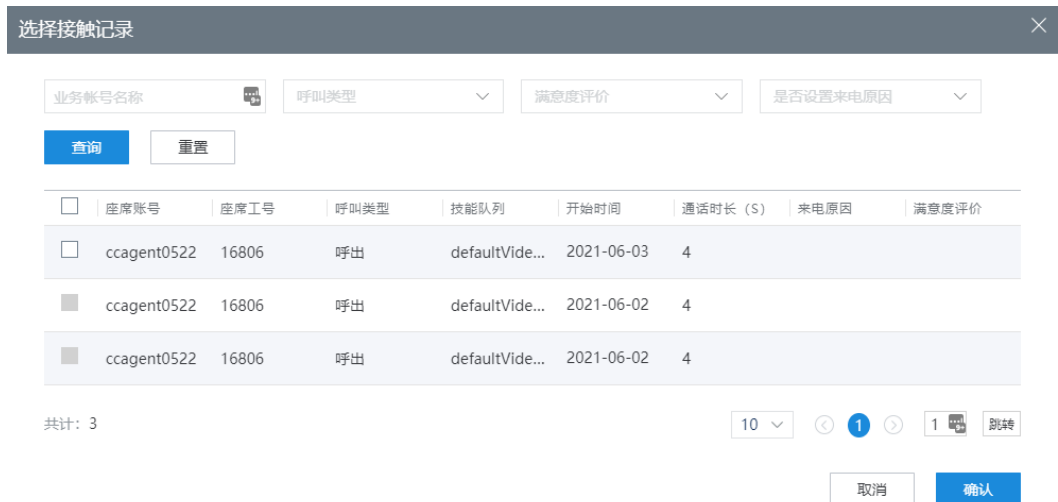 选择接触记录
业务帐号名称 呼叫类型 满意度评价 是否设置来电原因
查询 重置
座席账号 座席工号 呼叫类型 技能队列 开始时间 通话时长（S） 来电原因 满意度评价
ccagent0522 16806 呼出 defaultVide... 2021-06-03 4
ccagent0522 16806 呼出 defaultVide... 2021-06-02 4
ccagent0522 16806 呼出 defaultVide... 2021-06-02 4
共计：3 10 1 1 跳转
取消 确认